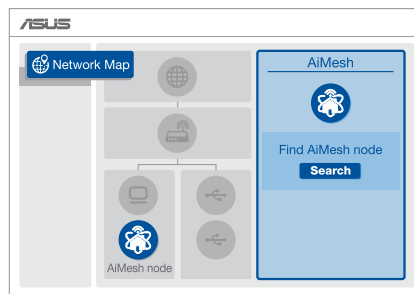 ASUS
Network Map
AiMesh
Find AiMesh node
Search
AiMesh node